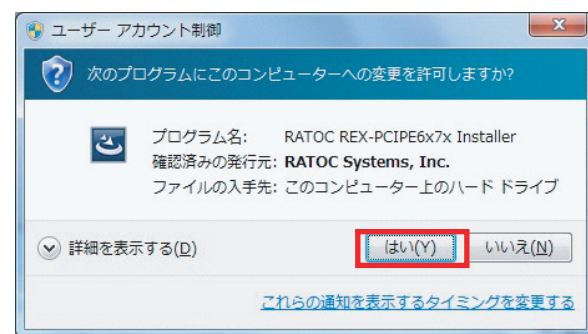 ユーザー アカウント制御
次のプログラムにこのコンピューターへの変更を許可しますか?
プログラム名: RATOC REX-PCIPE6x7x Installer
確認済みの発行元: RATOC Systems, Inc.
ファイルの入手先: このコンピューター上のハード ドライブ
詳細を表示する(D) はい(Y) いいえ(N)
これらの通知を表示するタイミングを変更する